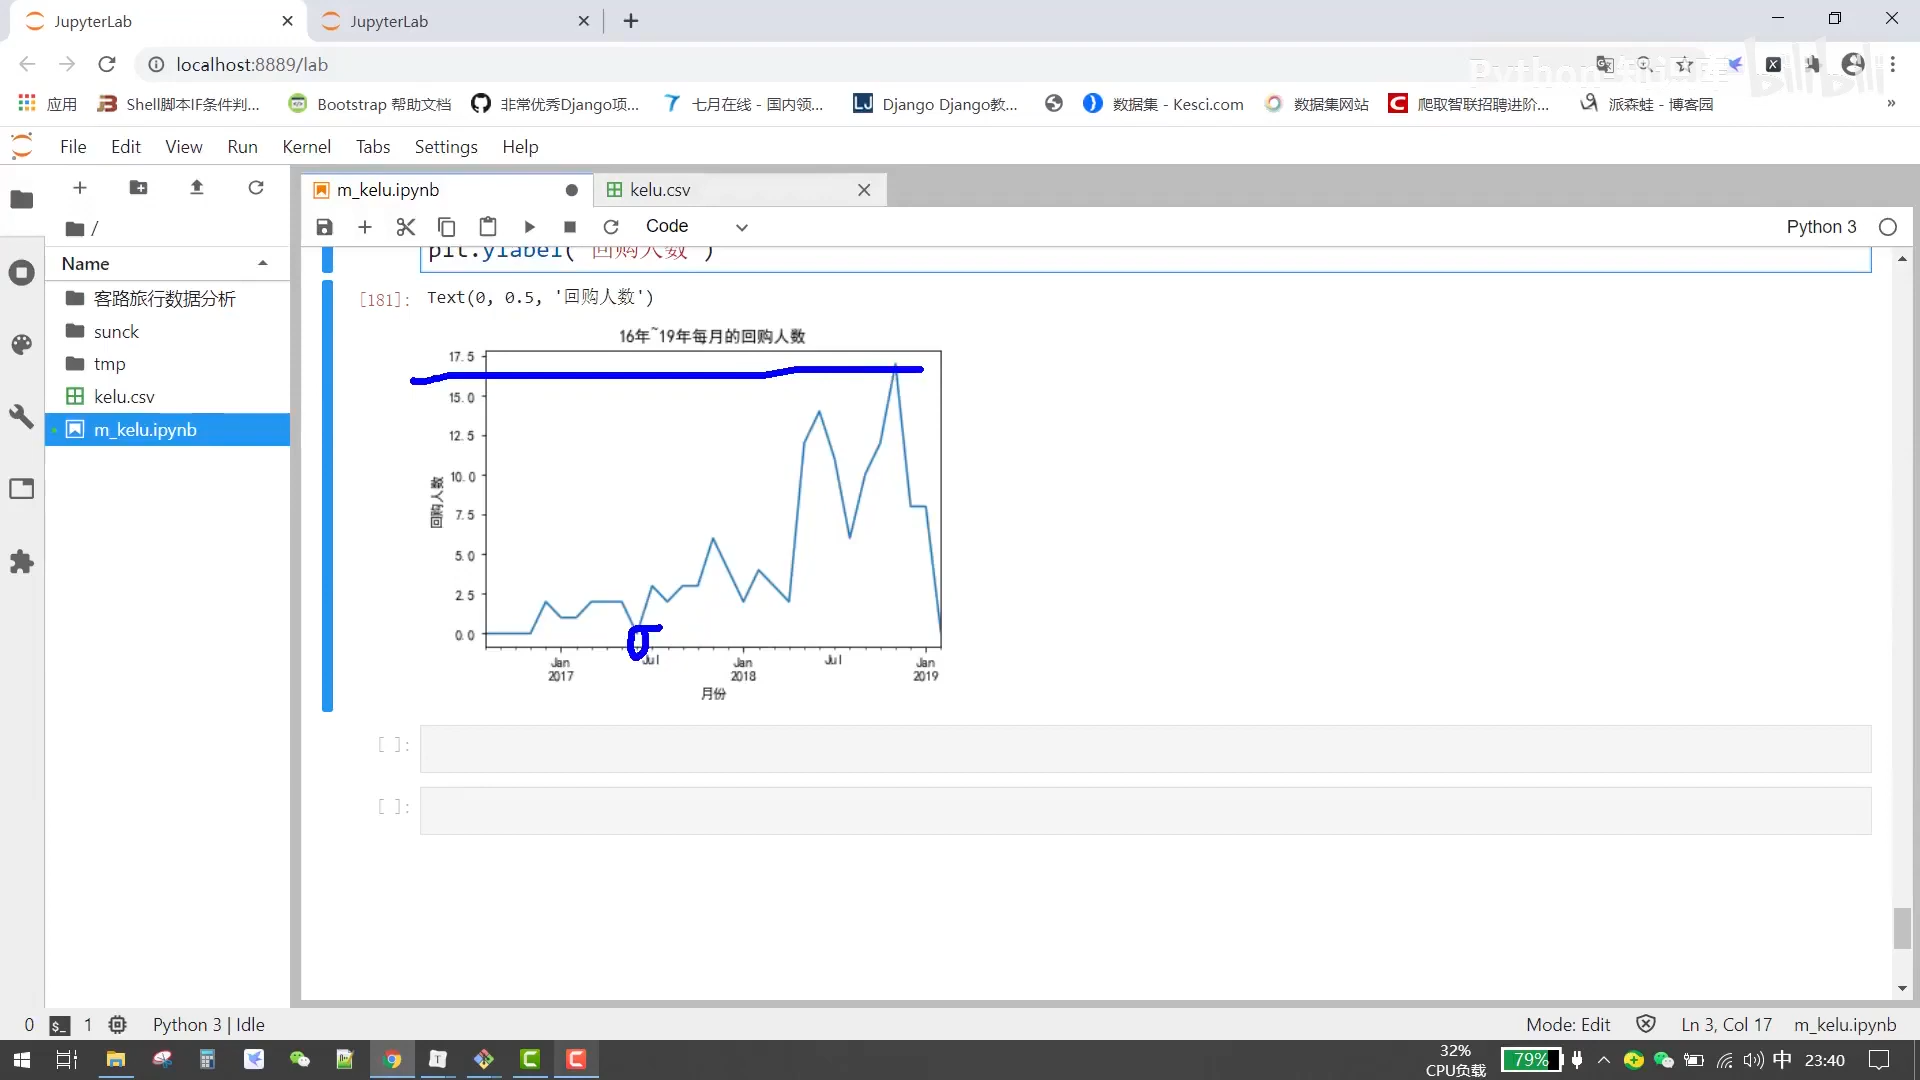 JupyterLab
JupyterLab
localhost:8889/lab
应用
Shell脚本IF条件判...
Bootstrap 帮助文档
非常优秀Django项...
七月在线 - 国内领...
Django Django教...
数据集 - Kesci.com
数据集网站
爬取智联招聘进阶...
派森蛙 - 博客园
»
bilibili
File Edit View Run Kernel Tabs Settings Help
m_kelu.ipynb
kelu.csv
Code
Python 3
/
Name
客路旅行数据分析
sunck
tmp
kelu.csv
m_kelu.ipynb
plt.ylabel('回购人数')
[181]: Text(0, 0.5, '回购人数')
16年~19年每月的回购人数
17.5
15.0
12.5
10.0
7.5
5.0
2.5
0.0
回购人数
Jan
2017
Jul
Jan
2018
Jul
Jan
2019
月份
[ ]:
[ ]:
0
1
Python 3 | Idle
Mode: Edit
Ln 3, Col 17
m_kelu.ipynb
32%
CPU负载
79%
中
23:40